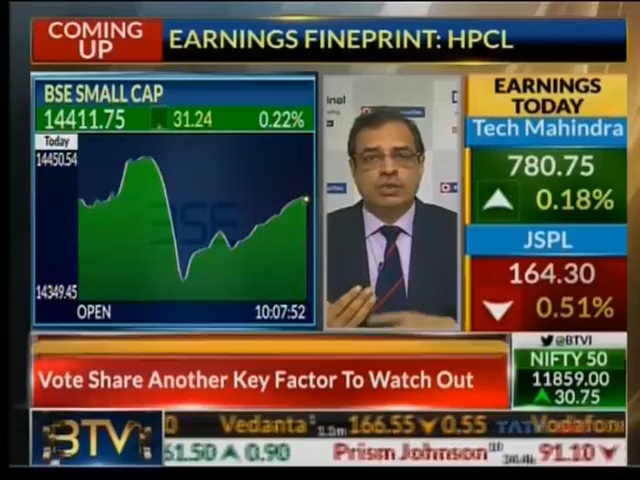 COMING UP
EARNINGS FINEPRINT: HPCL
BSE SMALL CAP
14411.75 31.24 0.22%
Today
14450.54
14349.45
OPEN 10:07:52
EARNINGS TODAY
Tech Mahindra
780.75
0.18%
JSPL
164.30
0.51%
@BTVI
Vote Share Another Key Factor To Watch Out
NIFTY 50
11859.00
30.75
BTVi
Vedanta 166.55 0.55
61.50 0.90 Prism Johnson 91.10